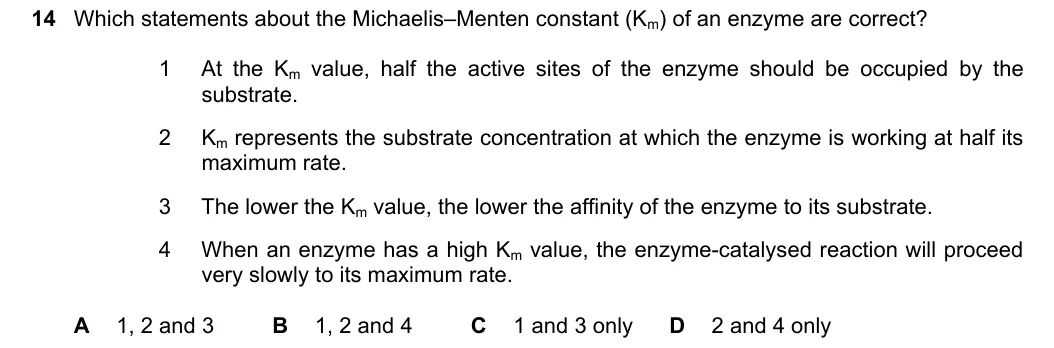 14 Which statements about the Michaelis–Menten constant (Km) of an enzyme are correct?
1 At the Km value, half the active sites of the enzyme should be occupied by the
substrate.
2 Km represents the substrate concentration at which the enzyme is working at half its
maximum rate.
3 The lower the Km value, the lower the affinity of the enzyme to its substrate.
4 When an enzyme has a high Km value, the enzyme-catalysed reaction will proceed
very slowly to its maximum rate.
A 1, 2 and 3 B 1, 2 and 4 C 1 and 3 only D 2 and 4 only